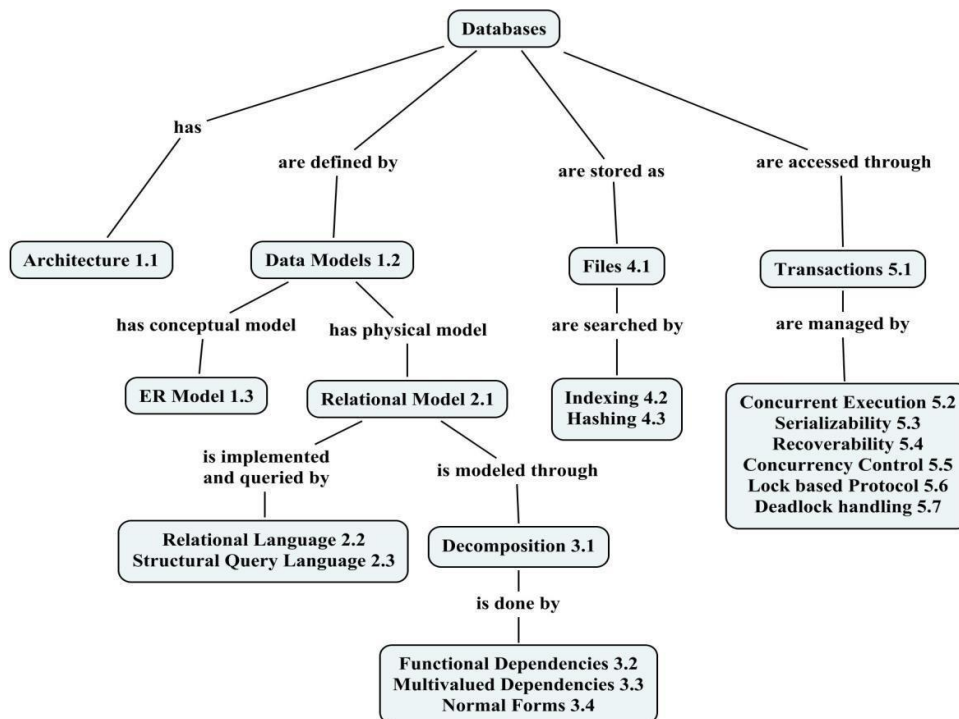 Databases
has
are defined by
are stored as
are accessed through
Architecture 1.1
Data Models 1.2
Files 4.1
Transactions 5.1
has conceptual model
has physical model
are searched by
are managed by
ER Model 1.3
Relational Model 2.1
Indexing 4.2
Hashing 4.3
Concurrent Execution 5.2
Serializability 5.3
Recoverability 5.4
Concurrency Control 5.5
Lock based Protocol 5.6
Deadlock handling 5.7
is implemented
and queried by
is modeled through
Relational Language 2.2
Structural Query Language 2.3
Decomposition 3.1
is done by
Functional Dependencies 3.2
Multivalued Dependencies 3.3
Normal Forms 3.4